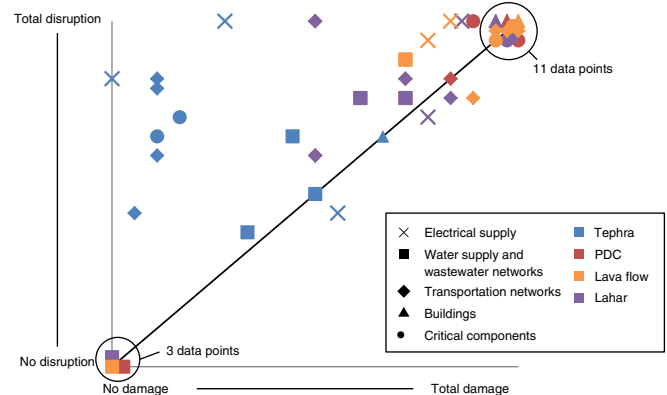 Total disruption
11 data points
Electrical supply
Water supply and
wastewater networks
Transportation networks
Buildings
Critical components
Tephra
PDC
Lava flow
Lahar
3 data points
No disruption
No damage
Total damage